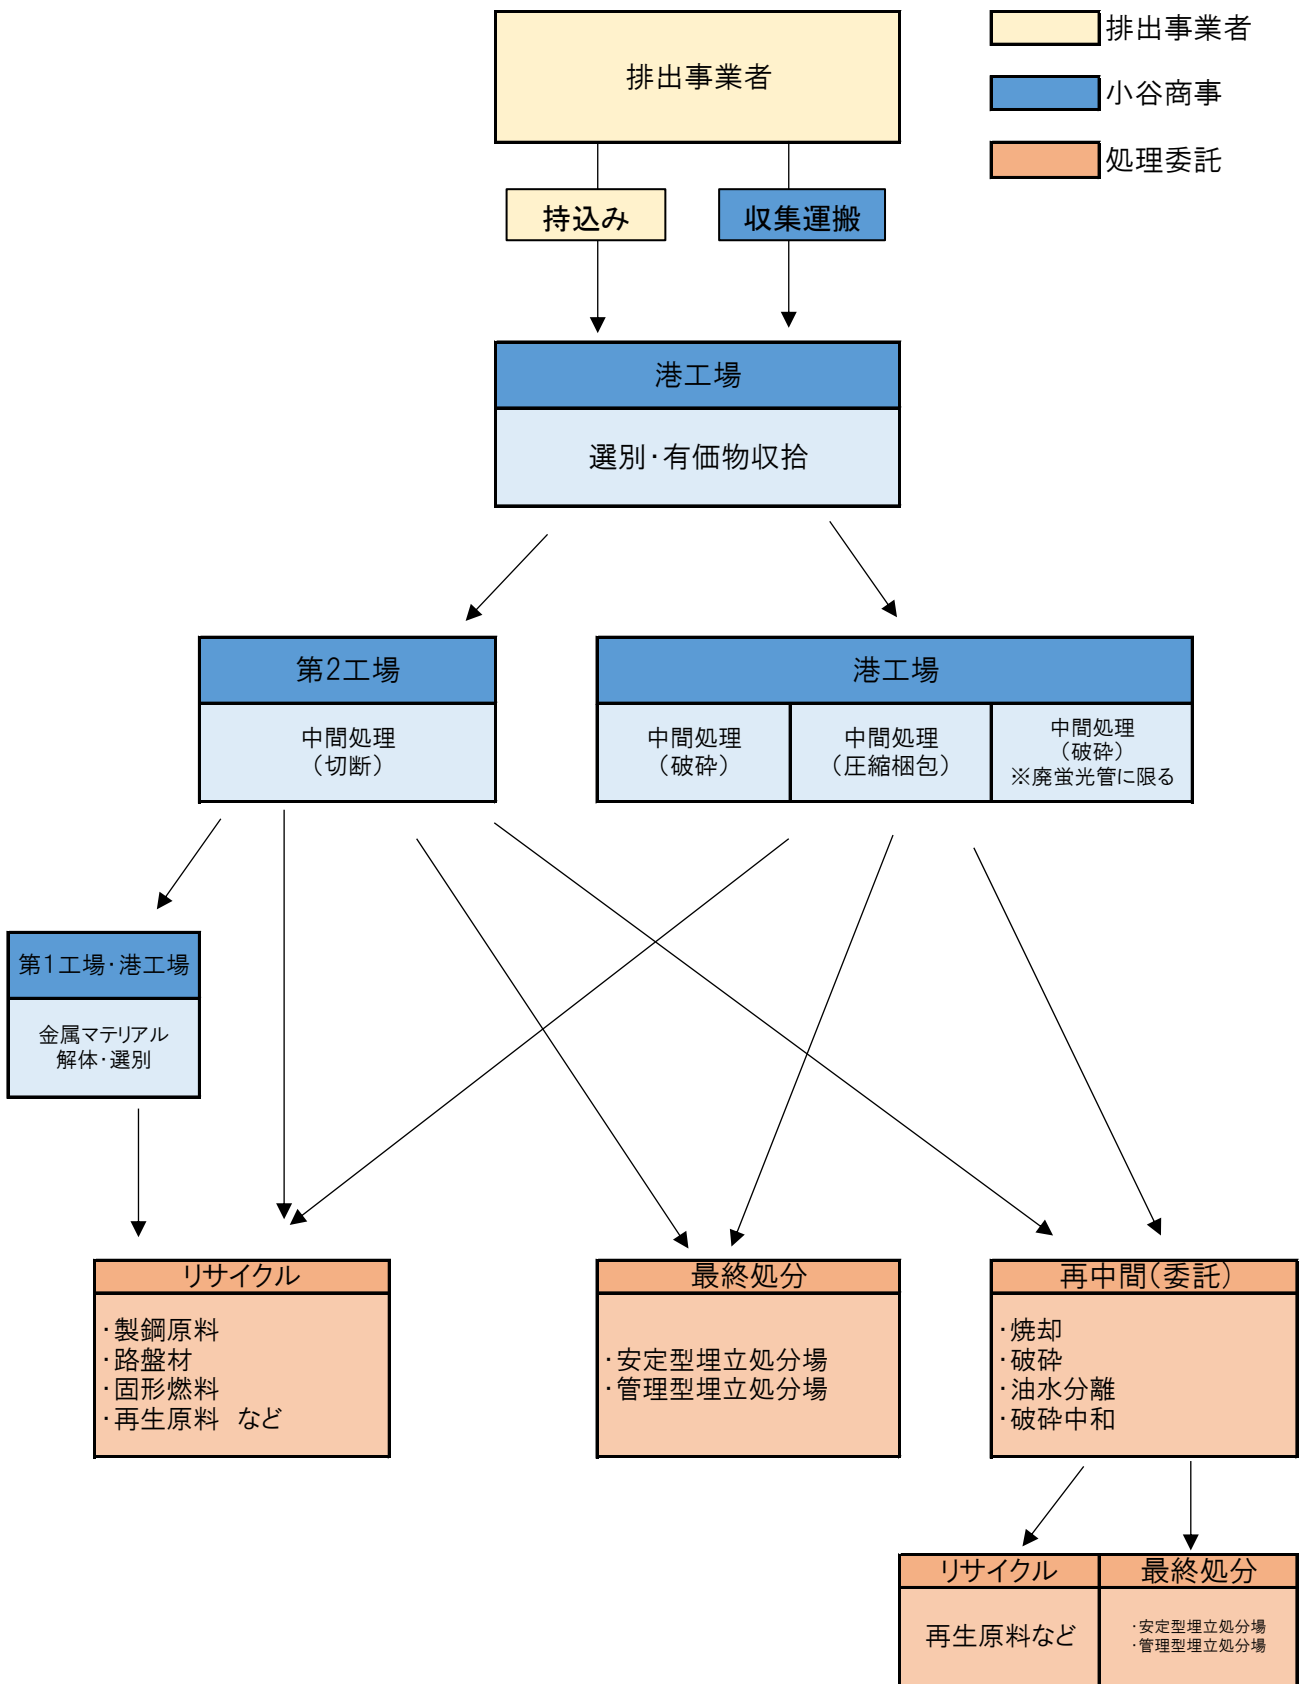 排出事業者
排出事業者
小谷商事
処理委託
持込み
収集運搬
港工場
選別・有価物収拾
第2工場
中間処理
（切断）
港工場
中間処理
（破砕）
中間処理
（圧縮梱包）
中間処理
（破砕）
※廃蛍光管に限る
第1工場・港工場
金属マテリアル
解体・選別
リサイクル
・製鋼原料
・路盤材
・固形燃料
・再生原料　など
最終処分
・安定型埋立処分場
・管理型埋立処分場
再中間（委託）
・焼却
・破砕
・油水分離
・破砕中和
リサイクル
再生原料など
最終処分
・安定型埋立処分場
・管理型埋立処分場